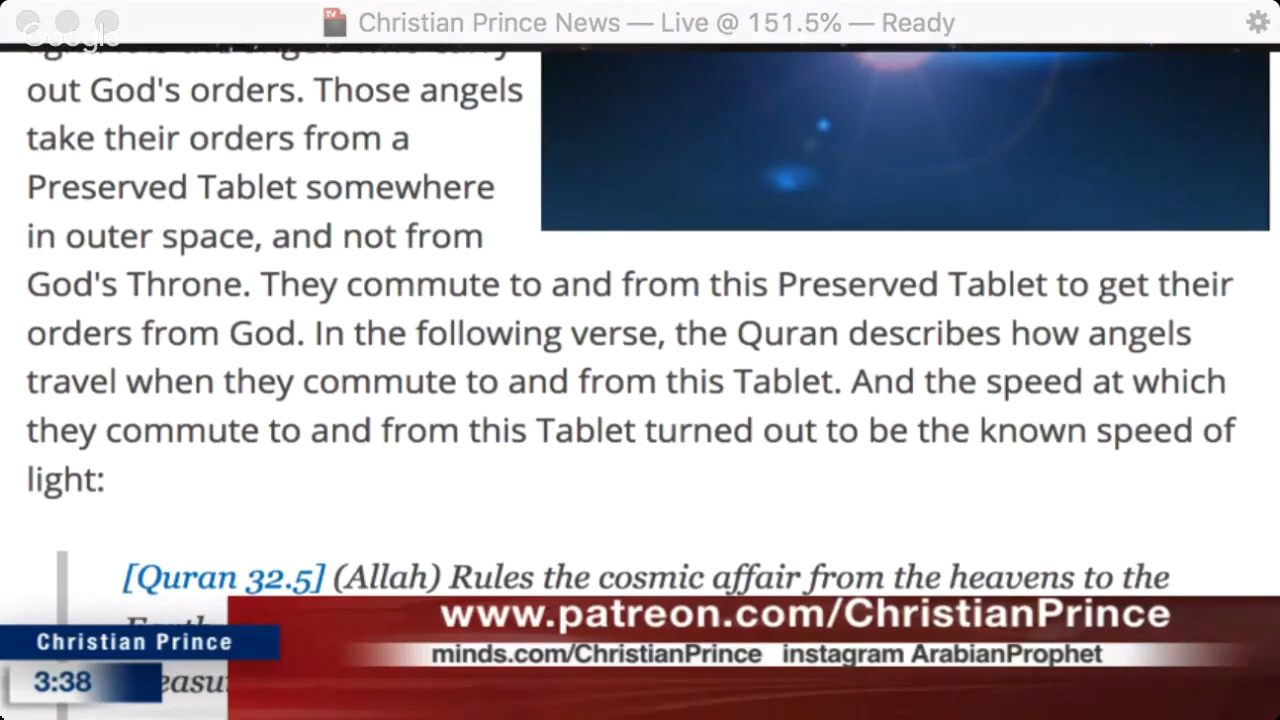 Christian Prince News — Live @ 151.5% — Ready
Google
out God's orders. Those angels
take their orders from a
Preserved Tablet somewhere
in outer space, and not from
God's Throne. They commute to and from this Preserved Tablet to get their
orders from God. In the following verse, the Quran describes how angels
travel when they commute to and from this Tablet. And the speed at which
they commute to and from this Tablet turned out to be the known speed of
light:
[Quran 32.5] (Allah) Rules the cosmic affair from the heavens to the
www.patreon.com/ChristianPrince
Christian Prince
minds.com/ChristianPrince instagram ArabianProphet
3:38